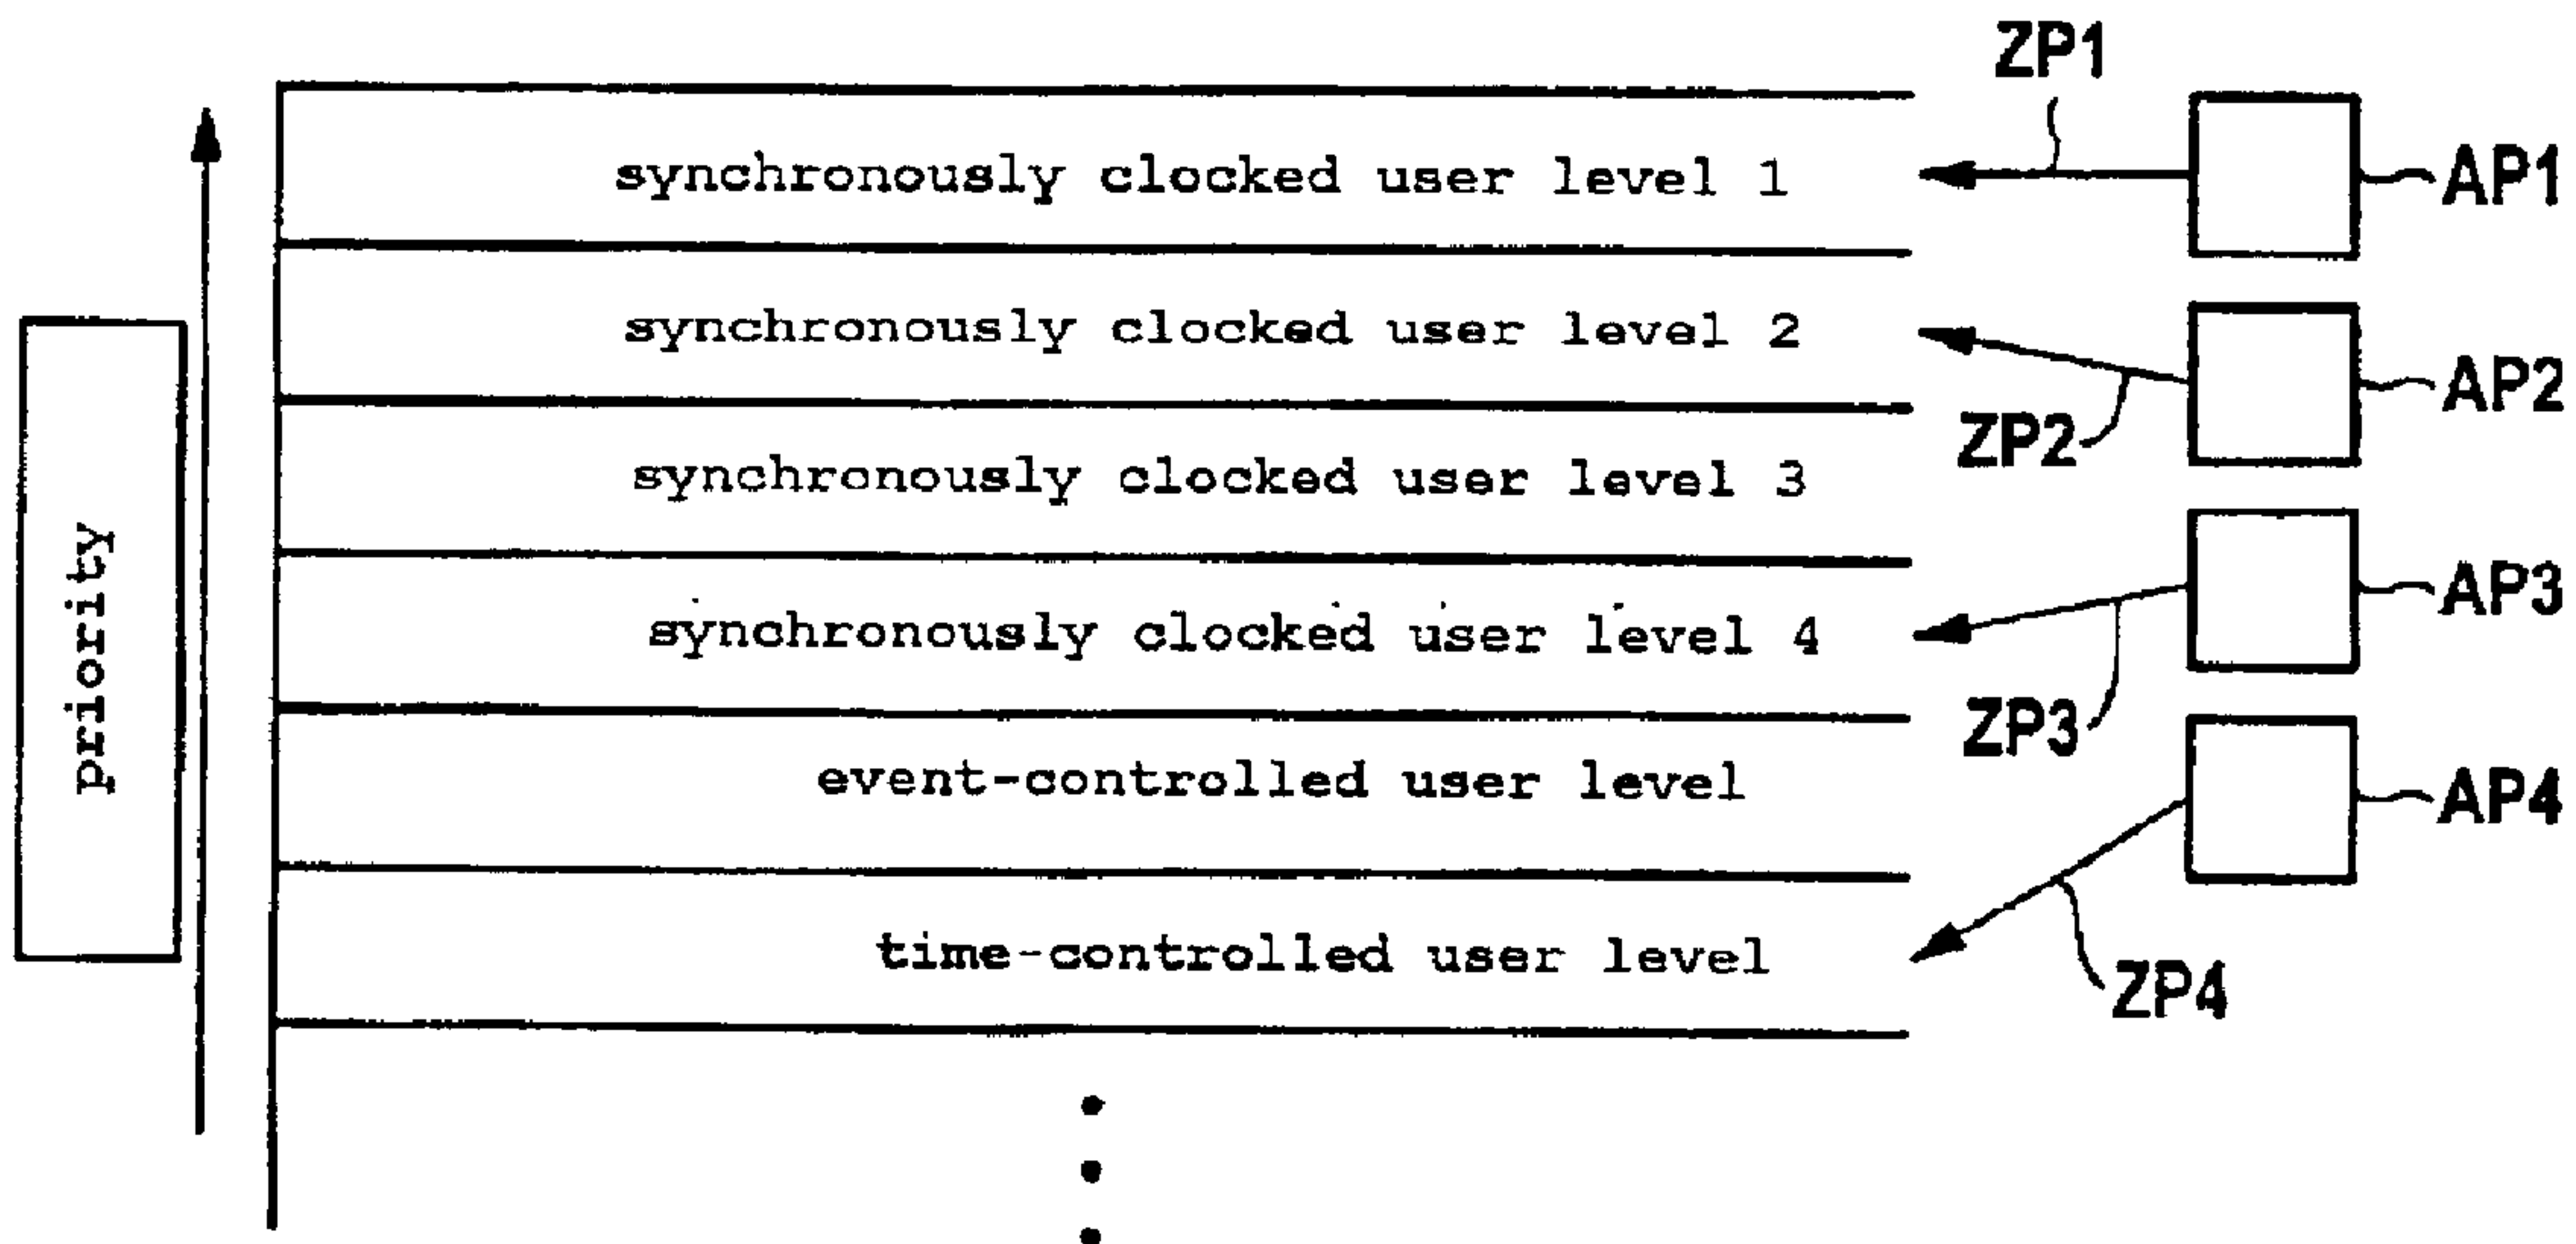 ZP1
synchronously clocked user level 1
AP1
synchronously clocked user level 2
AP2
ZP2
synchronously clocked user level 3
AP3
synchronously clocked user level 4
priority
ZP3
event-controlled user level
AP4
time-controlled user level
ZP4